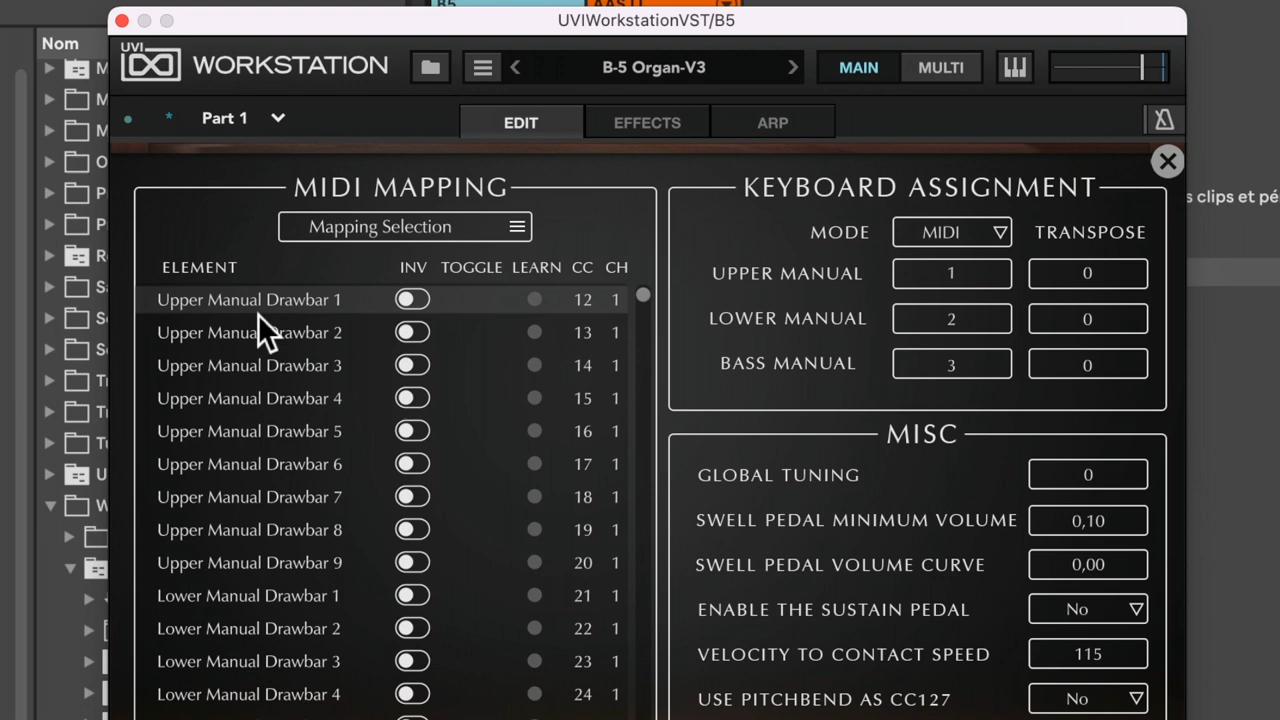 B5
UVIWorkstationVST/B5
Nom
UVI
WORKSTATION
B-5 Organ-V3
MAIN
MULTI
Part 1
EDIT
EFFECTS
ARP
MIDI MAPPING
Mapping Selection
ELEMENT INV TOGGLE LEARN CC CH
Upper Manual Drawbar 1 12 1
Upper Manual Drawbar 2 13 1
Upper Manual Drawbar 3 14 1
Upper Manual Drawbar 4 15 1
Upper Manual Drawbar 5 16 1
Upper Manual Drawbar 6 17 1
Upper Manual Drawbar 7 18 1
Upper Manual Drawbar 8 19 1
Upper Manual Drawbar 9 20 1
Lower Manual Drawbar 1 21 1
Lower Manual Drawbar 2 22 1
Lower Manual Drawbar 3 23 1
Lower Manual Drawbar 4 24 1
KEYBOARD ASSIGNMENT
MODE MIDI TRANSPOSE
UPPER MANUAL 1 0
LOWER MANUAL 2 0
BASS MANUAL 3 0
MISC
GLOBAL TUNING 0
SWELL PEDAL MINIMUM VOLUME 0,10
SWELL PEDAL VOLUME CURVE 0,00
ENABLE THE SUSTAIN PEDAL No
VELOCITY TO CONTACT SPEED 115
USE PITCHBEND AS CC127 No
s clips et pé